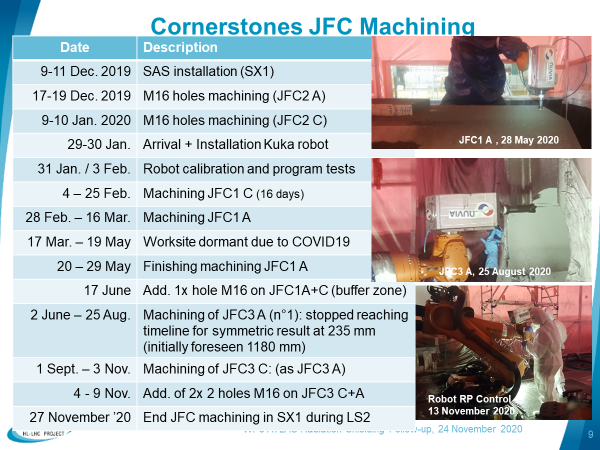 Cornerstones JFC Machining
Date Description
9-11 Dec. 2019 SAS installation (SX1)
17-19 Dec. 2019 M16 holes machining (JFC2 A)
9-10 Jan. 2020 M16 holes machining (JFC2 C)
29-30 Jan. Arrival + Installation Kuka robot
31 Jan. / 3 Feb. Robot calibration and program tests
4 – 25 Feb. Machining JFC1 C (16 days)
28 Feb. – 16 Mar. Machining JFC1 A
17 Mar. – 19 May Worksite dormant due to COVID19
20 – 29 May Finishing machining JFC1 A
17 June Add. 1x hole M16 on JFC1A+C (buffer zone)
2 June – 25 Aug. Machining of JFC3 A (n°1): stopped reaching
timeline for symmetric result at 235 mm
(initially foreseen 1180 mm)
1 Sept. – 3 Nov. Machining of JFC3 C: (as JFC3 A)
4 - 9 Nov. Add. of 2x 2 holes M16 on JFC3 C+A
27 November '20 End JFC machining in SX1 during LS2
nuvia
JFC1 A , 28 May 2020
NUVIA
JFC3 A, 25 August 2020
Robot RP Control
13 November 2020
HL-LHC PROJECT
Follow-up, 24 November 2020
9